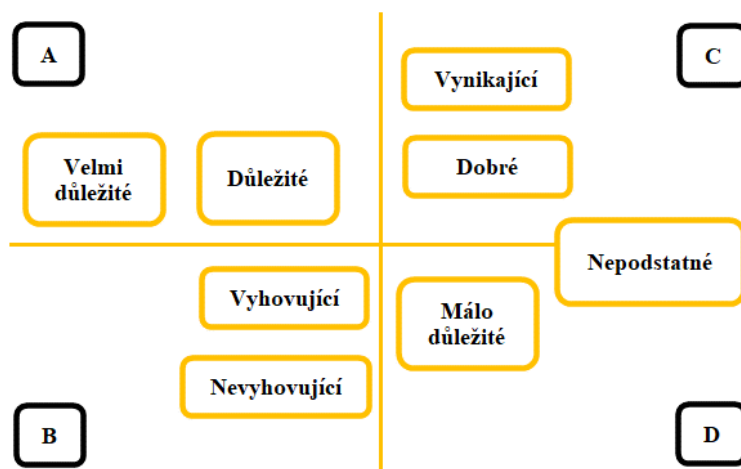 A
C
Vynikající
Velmi
důležité
Důležité
Dobré
Nepodstatné
Vyhovující
Málo
důležité
Nevyhovující
B
D